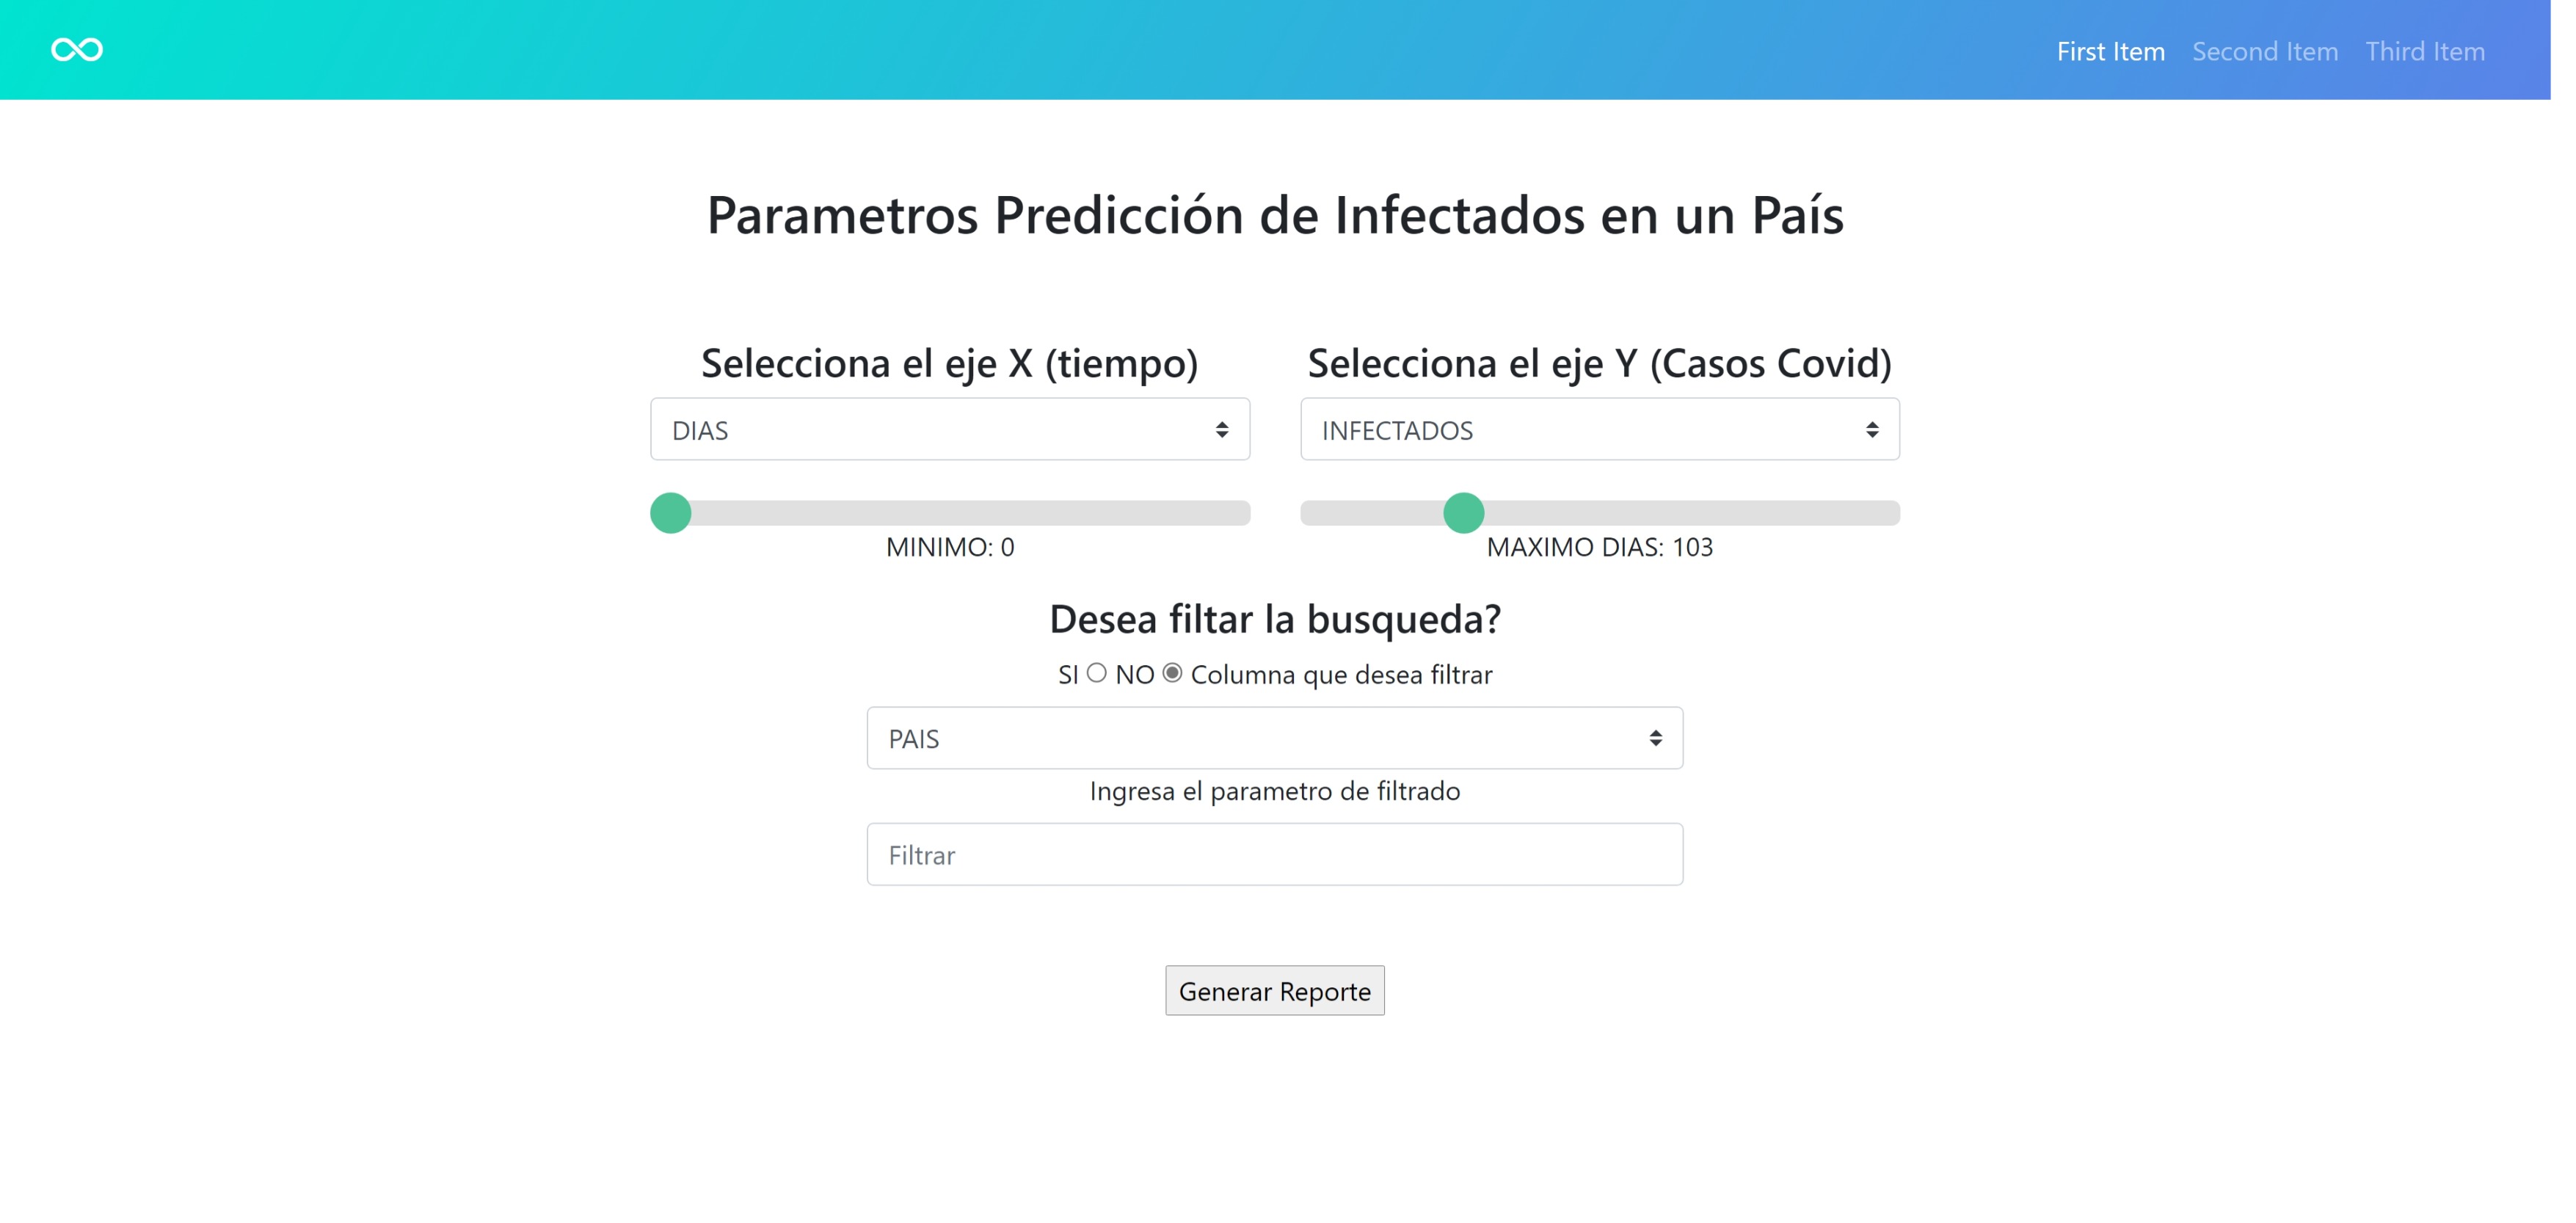 First Item Second Item Third Item
Parametros Predicción de Infectados en un País
Selecciona el eje X (tiempo)
Selecciona el eje Y (Casos Covid)
DIAS
INFECTADOS
MINIMO: 0
MAXIMO DIAS: 103
Desea filtar la busqueda?
SI NO Columna que desea filtrar
PAIS
Ingresa el parametro de filtrado
Filtrar
Generar Reporte